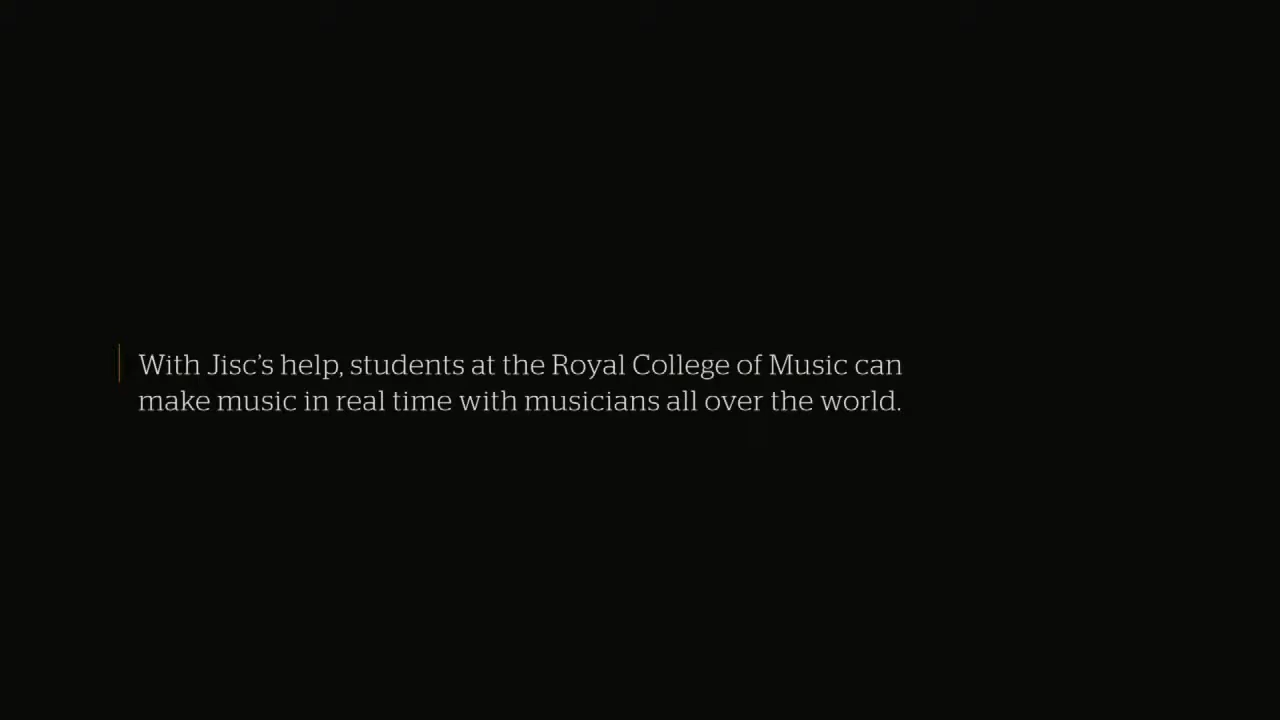 With Jisc’s help, students at the Royal College of Music can
make music in real time with musicians all over the world.